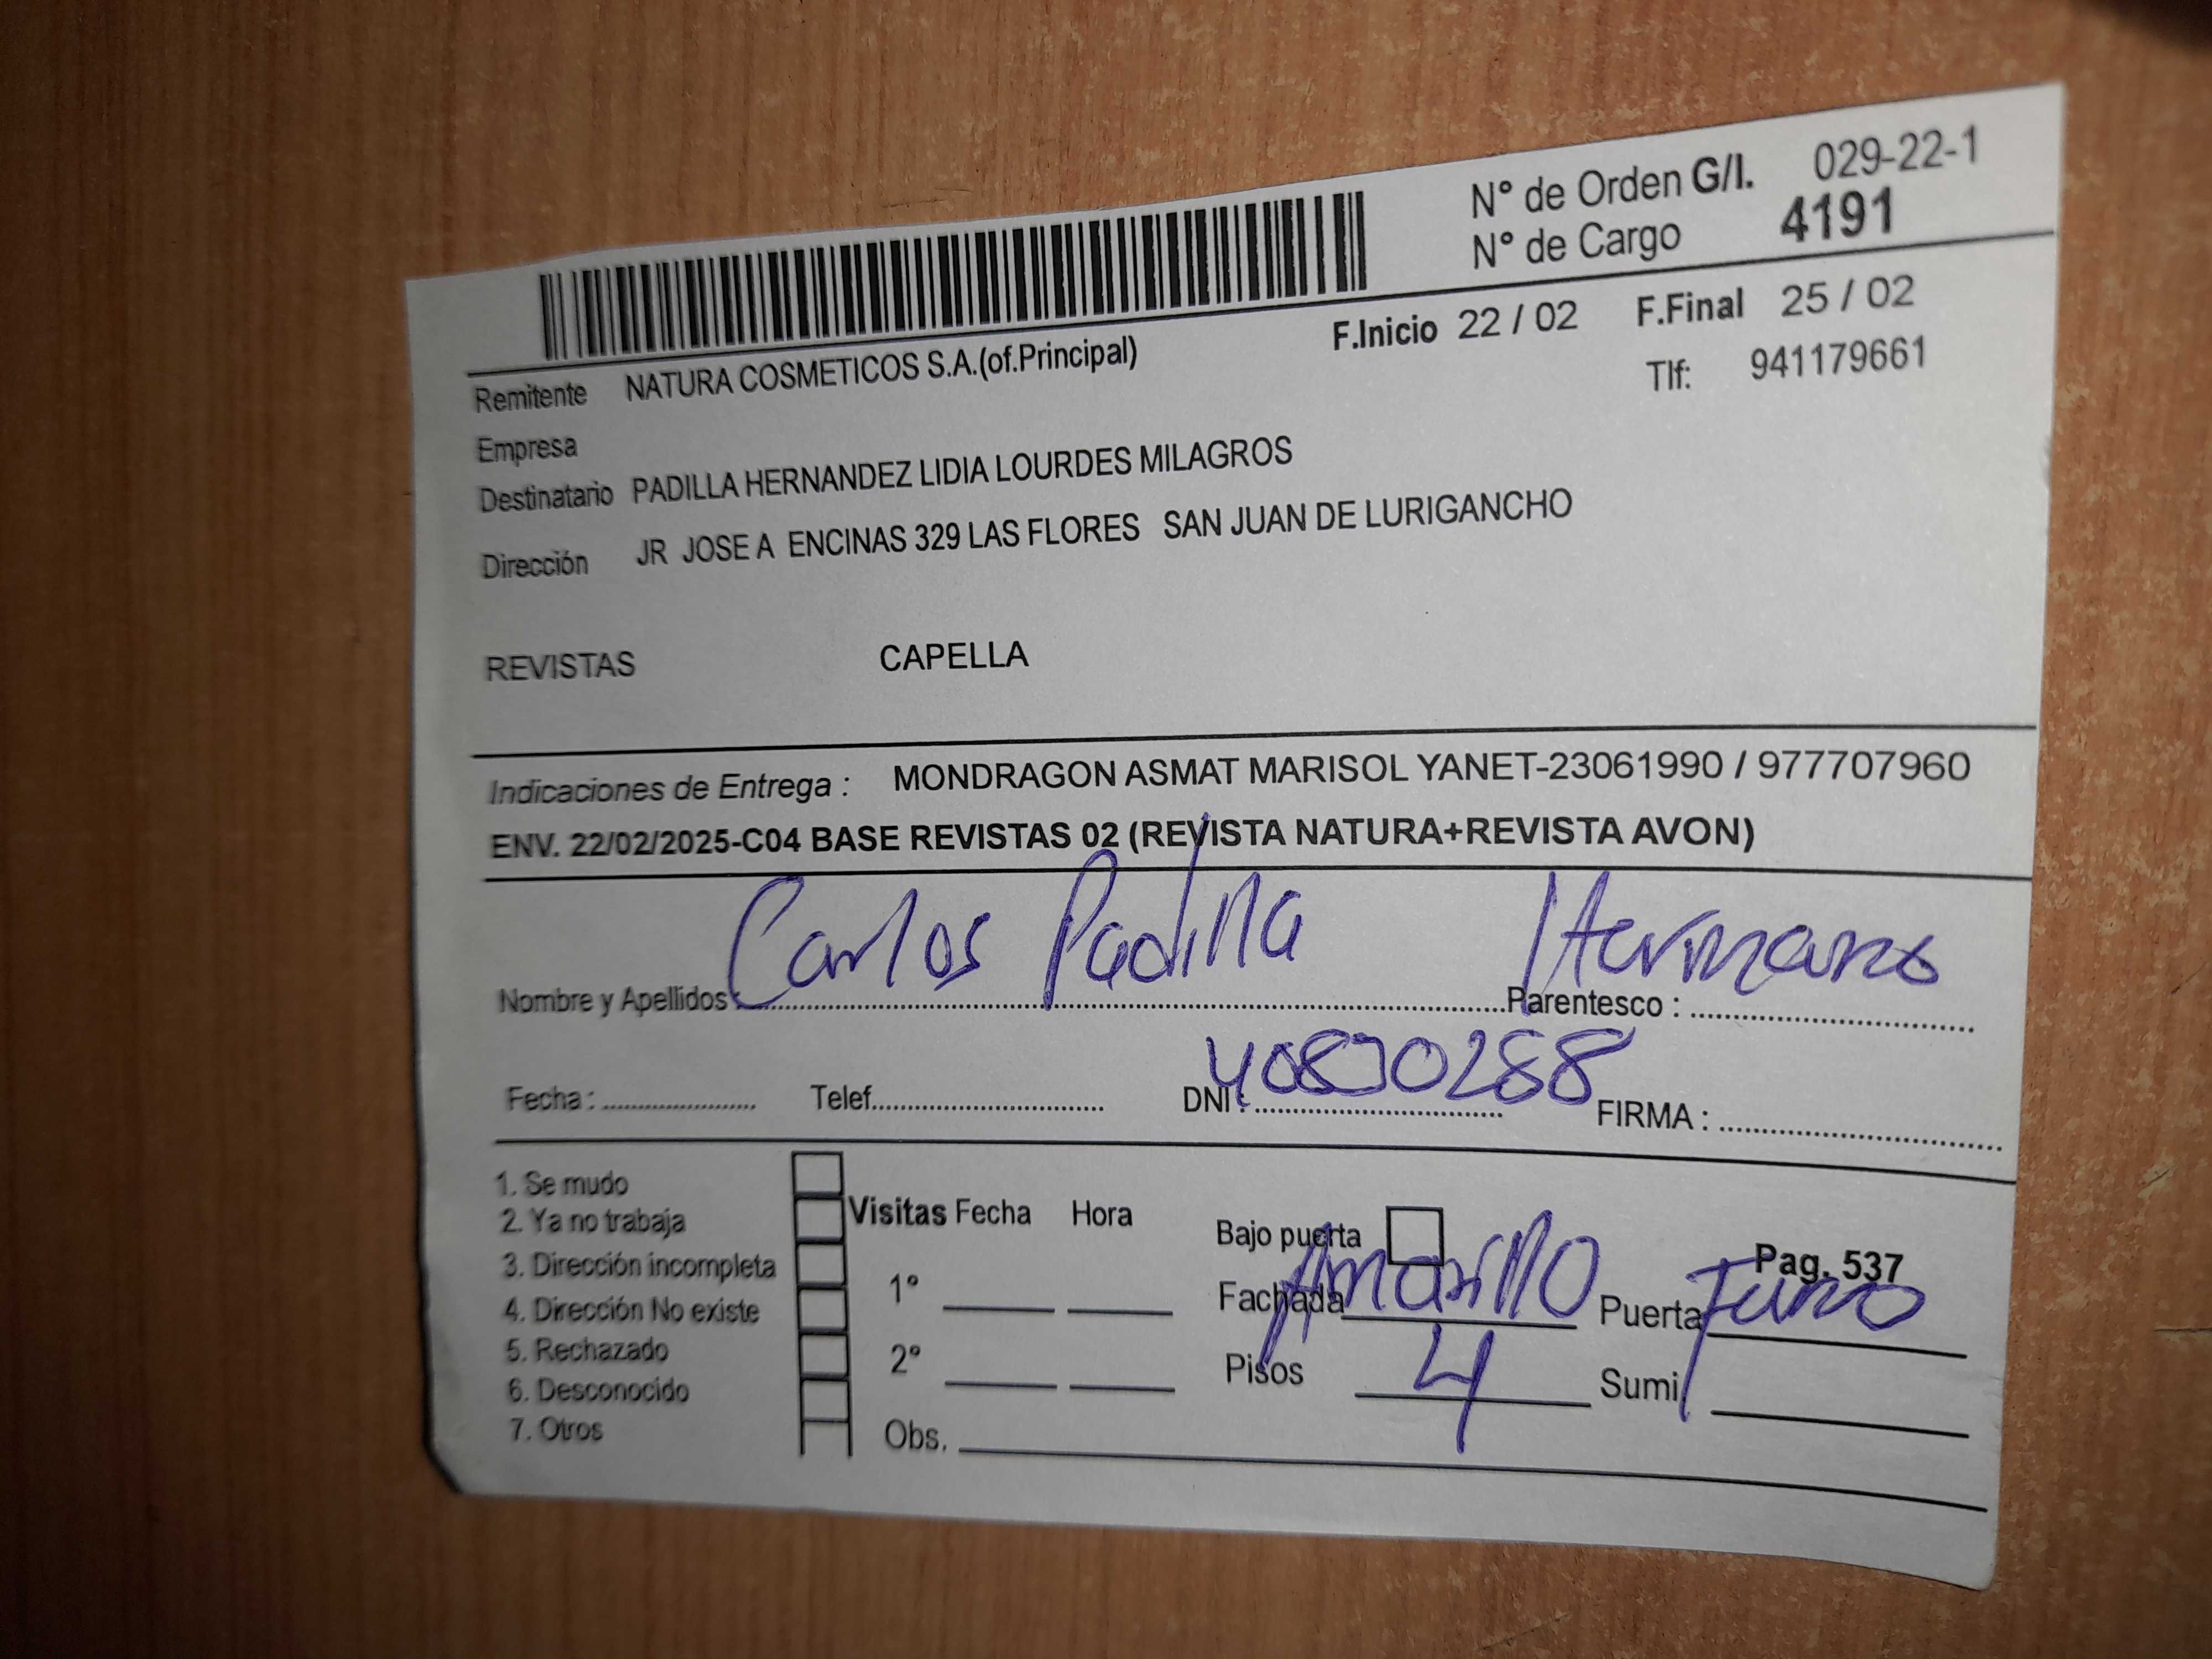 N° de Orden G/I. 029-22-1
N° de Cargo 4191
F.Inicio 22 / 02 F.Final 25 / 02
Remitente NATURA COSMETICOS S.A.(of.Principal) Tlf: 941179661
Empresa
Destinatario PADILLA HERNANDEZ LIDIA LOURDES MILAGROS
Dirección JR JOSE A ENCINAS 329 LAS FLORES SAN JUAN DE LURIGANCHO
REVISTAS CAPELLA
Indicaciones de Entrega : MONDRAGON ASMAT MARISOL YANET-23061990 / 977707960
ENV. 22/02/2025-C04 BASE REVISTAS 02 (REVISTA NATURA+REVISTA AVON)
Nombre y Apellidos : Carlos Padilla Parentesco : Hermano
Fecha : Telef. DNI : FIRMA :
1. Se mudo
2. Ya no trabaja Visitas Fecha Hora Bajo puerta
3. Dirección incompleta Pag. 537
4. Dirección No existe 1° Fachada Amarillo Puerta
5. Rechazado 2° Pisos 4 Sumi.
6. Desconocido
7. Otros Obs.